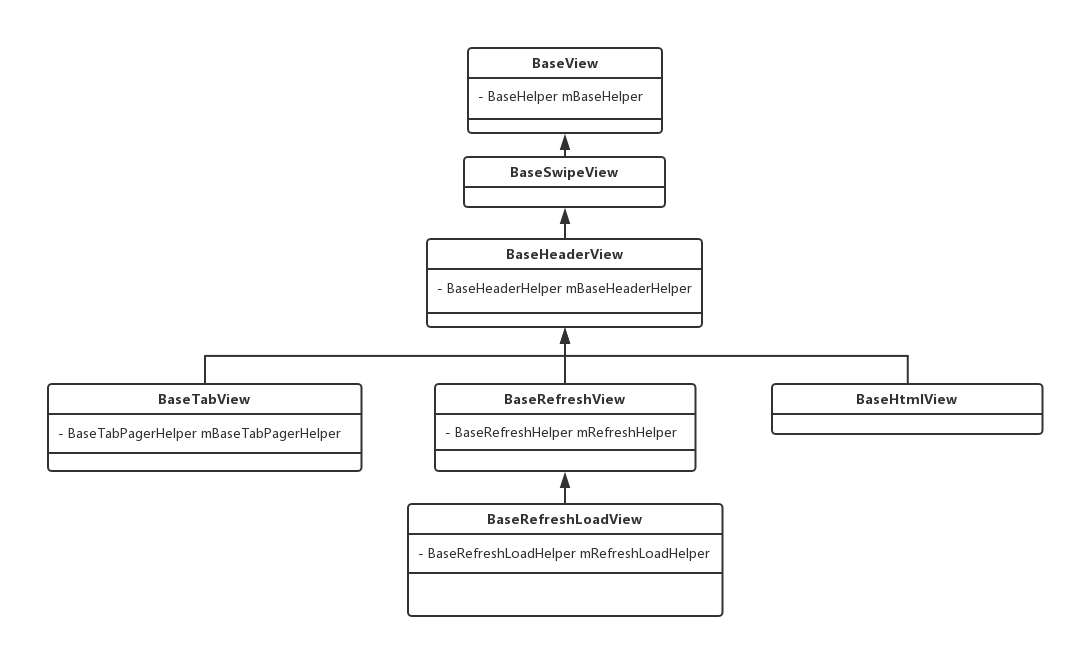 BaseView
- BaseHelper mBaseHelper
BaseSwipeView
BaseHeaderView
- BaseHeaderHelper mBaseHeaderHelper
BaseTabView
- BaseTabPagerHelper mBaseTabPagerHelper
BaseRefreshView
- BaseRefreshHelper mRefreshHelper
BaseHtmlView
BaseRefreshLoadView
- BaseRefreshLoadHelper mRefreshLoadHelper